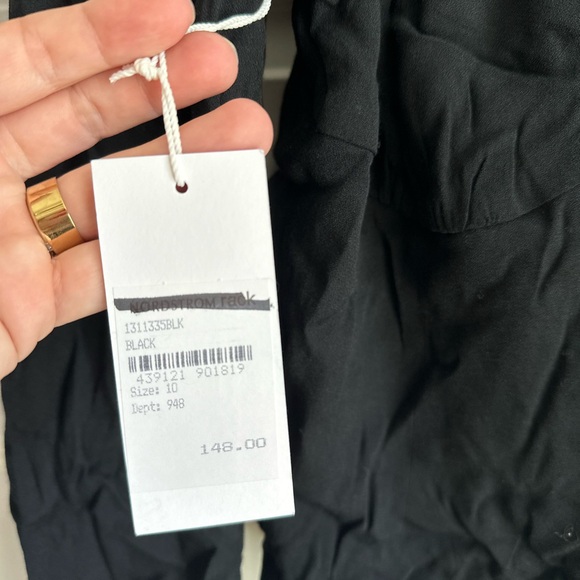 NORDSTROM rack
1311335BLK
BLACK
439121 901819
Size: 10
Dept: 948
148.00